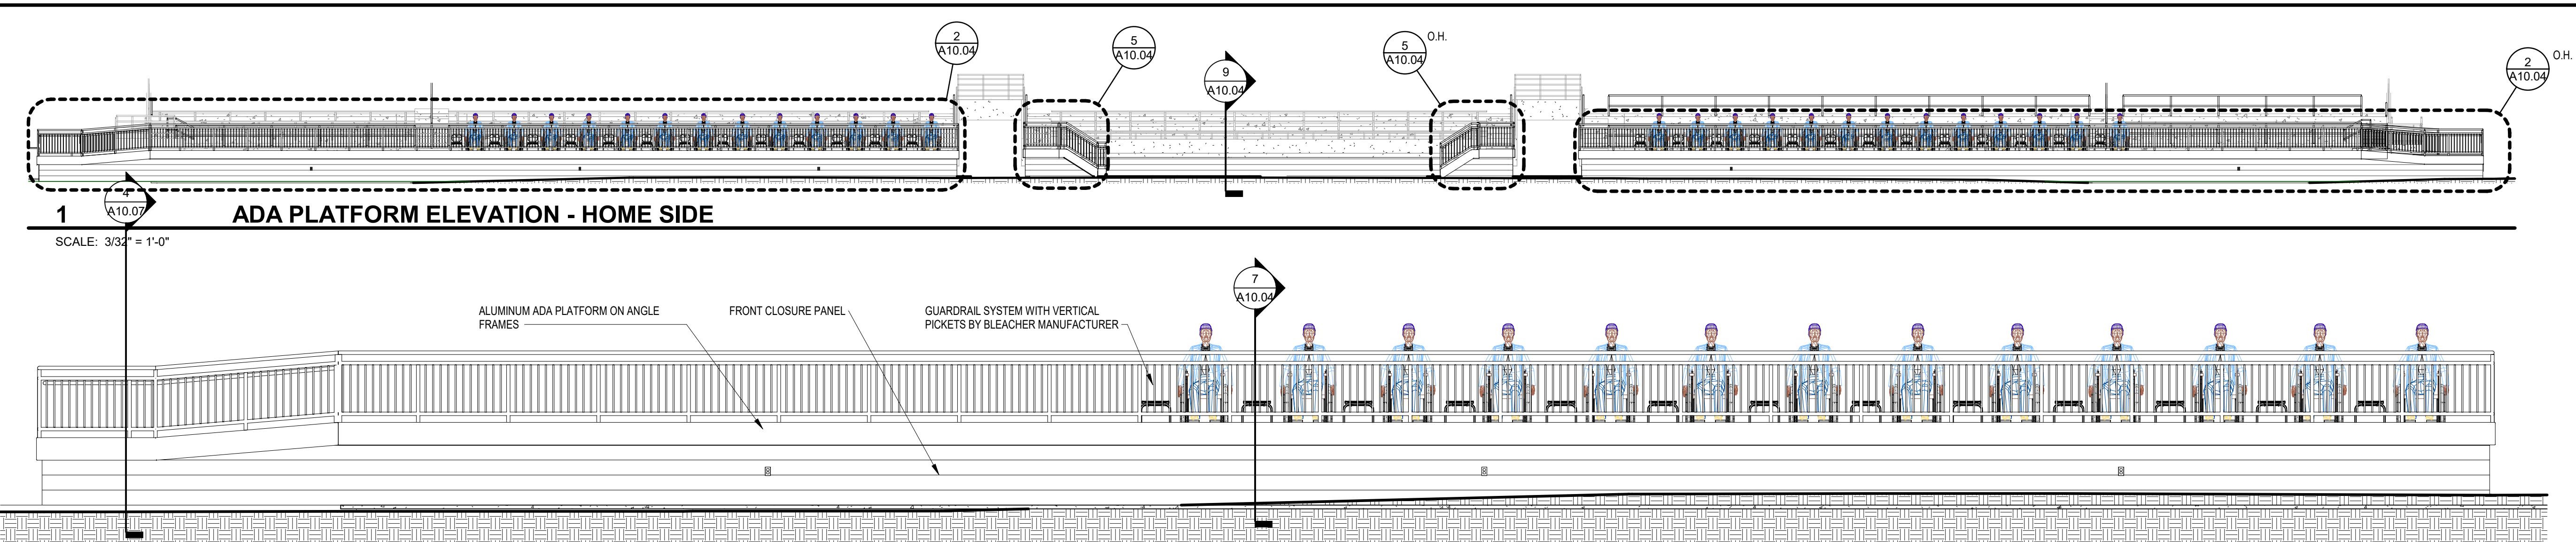 2
A10.04
5
A10.04
9
A10.04
5
A10.04
O.H.
2
A10.04
O.H.
4
A10.07
1
ADA PLATFORM ELEVATION - HOME SIDE
SCALE: 3/32" = 1'-0"
ALUMINUM ADA PLATFORM ON ANGLE
FRAMES
FRONT CLOSURE PANEL
GUARDRAIL SYSTEM WITH VERTICAL
PICKETS BY BLEACHER MANUFACTURER
7
A10.04